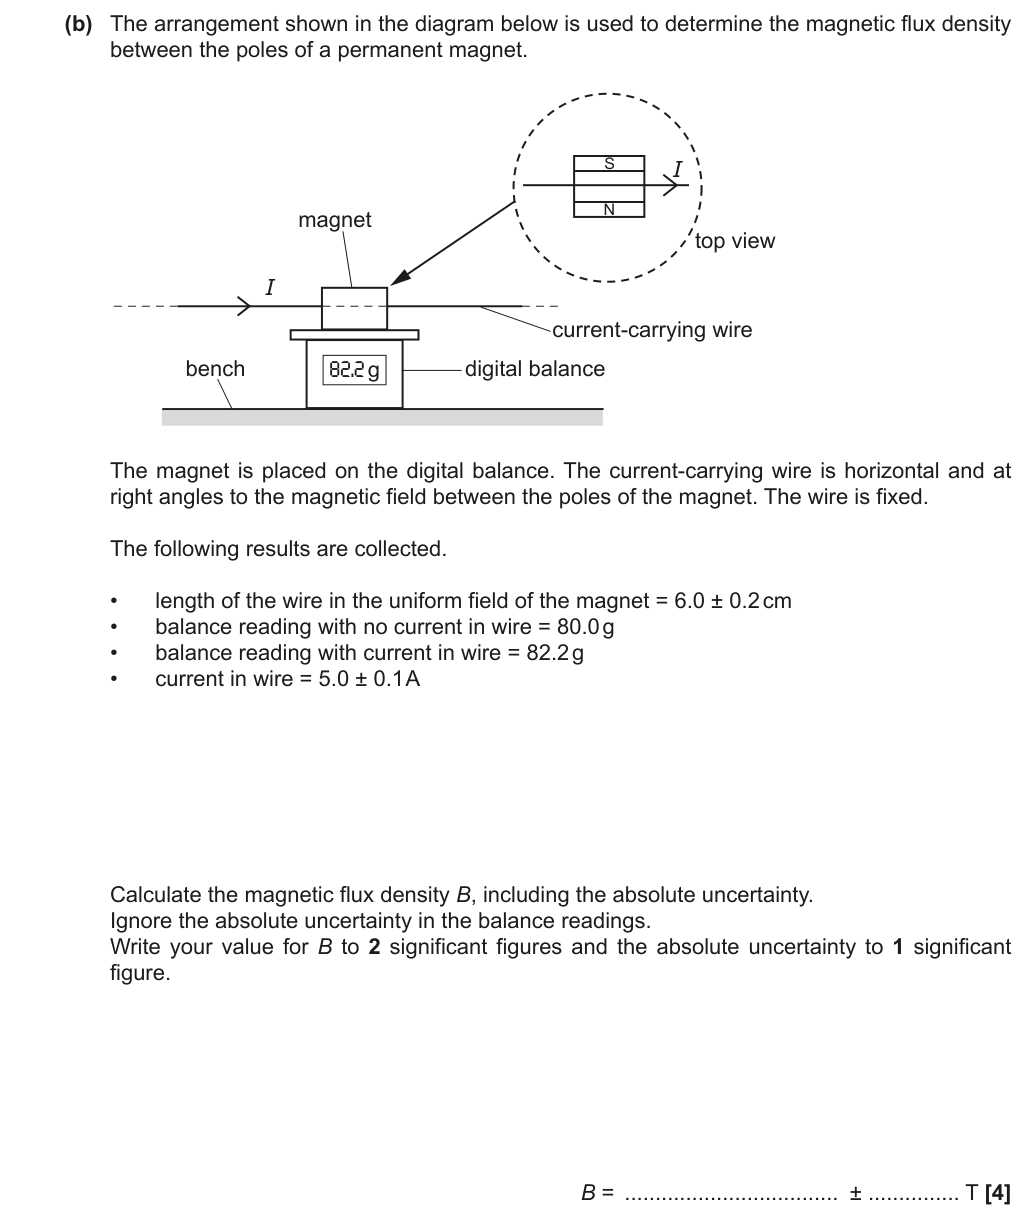 (b) The arrangement shown in the diagram below is used to determine the magnetic flux density
between the poles of a permanent magnet.
S
I
N
magnet
top view
I
current-carrying wire
bench
82.2 g
digital balance
The magnet is placed on the digital balance. The current-carrying wire is horizontal and at
right angles to the magnetic field between the poles of the magnet. The wire is fixed.
The following results are collected.
• length of the wire in the uniform field of the magnet = 6.0 ± 0.2 cm
• balance reading with no current in wire = 80.0 g
• balance reading with current in wire = 82.2 g
• current in wire = 5.0 ± 0.1 A
Calculate the magnetic flux density B, including the absolute uncertainty.
Ignore the absolute uncertainty in the balance readings.
Write your value for B to 2 significant figures and the absolute uncertainty to 1 significant
figure.
B = ................................... ± ............... T [4]